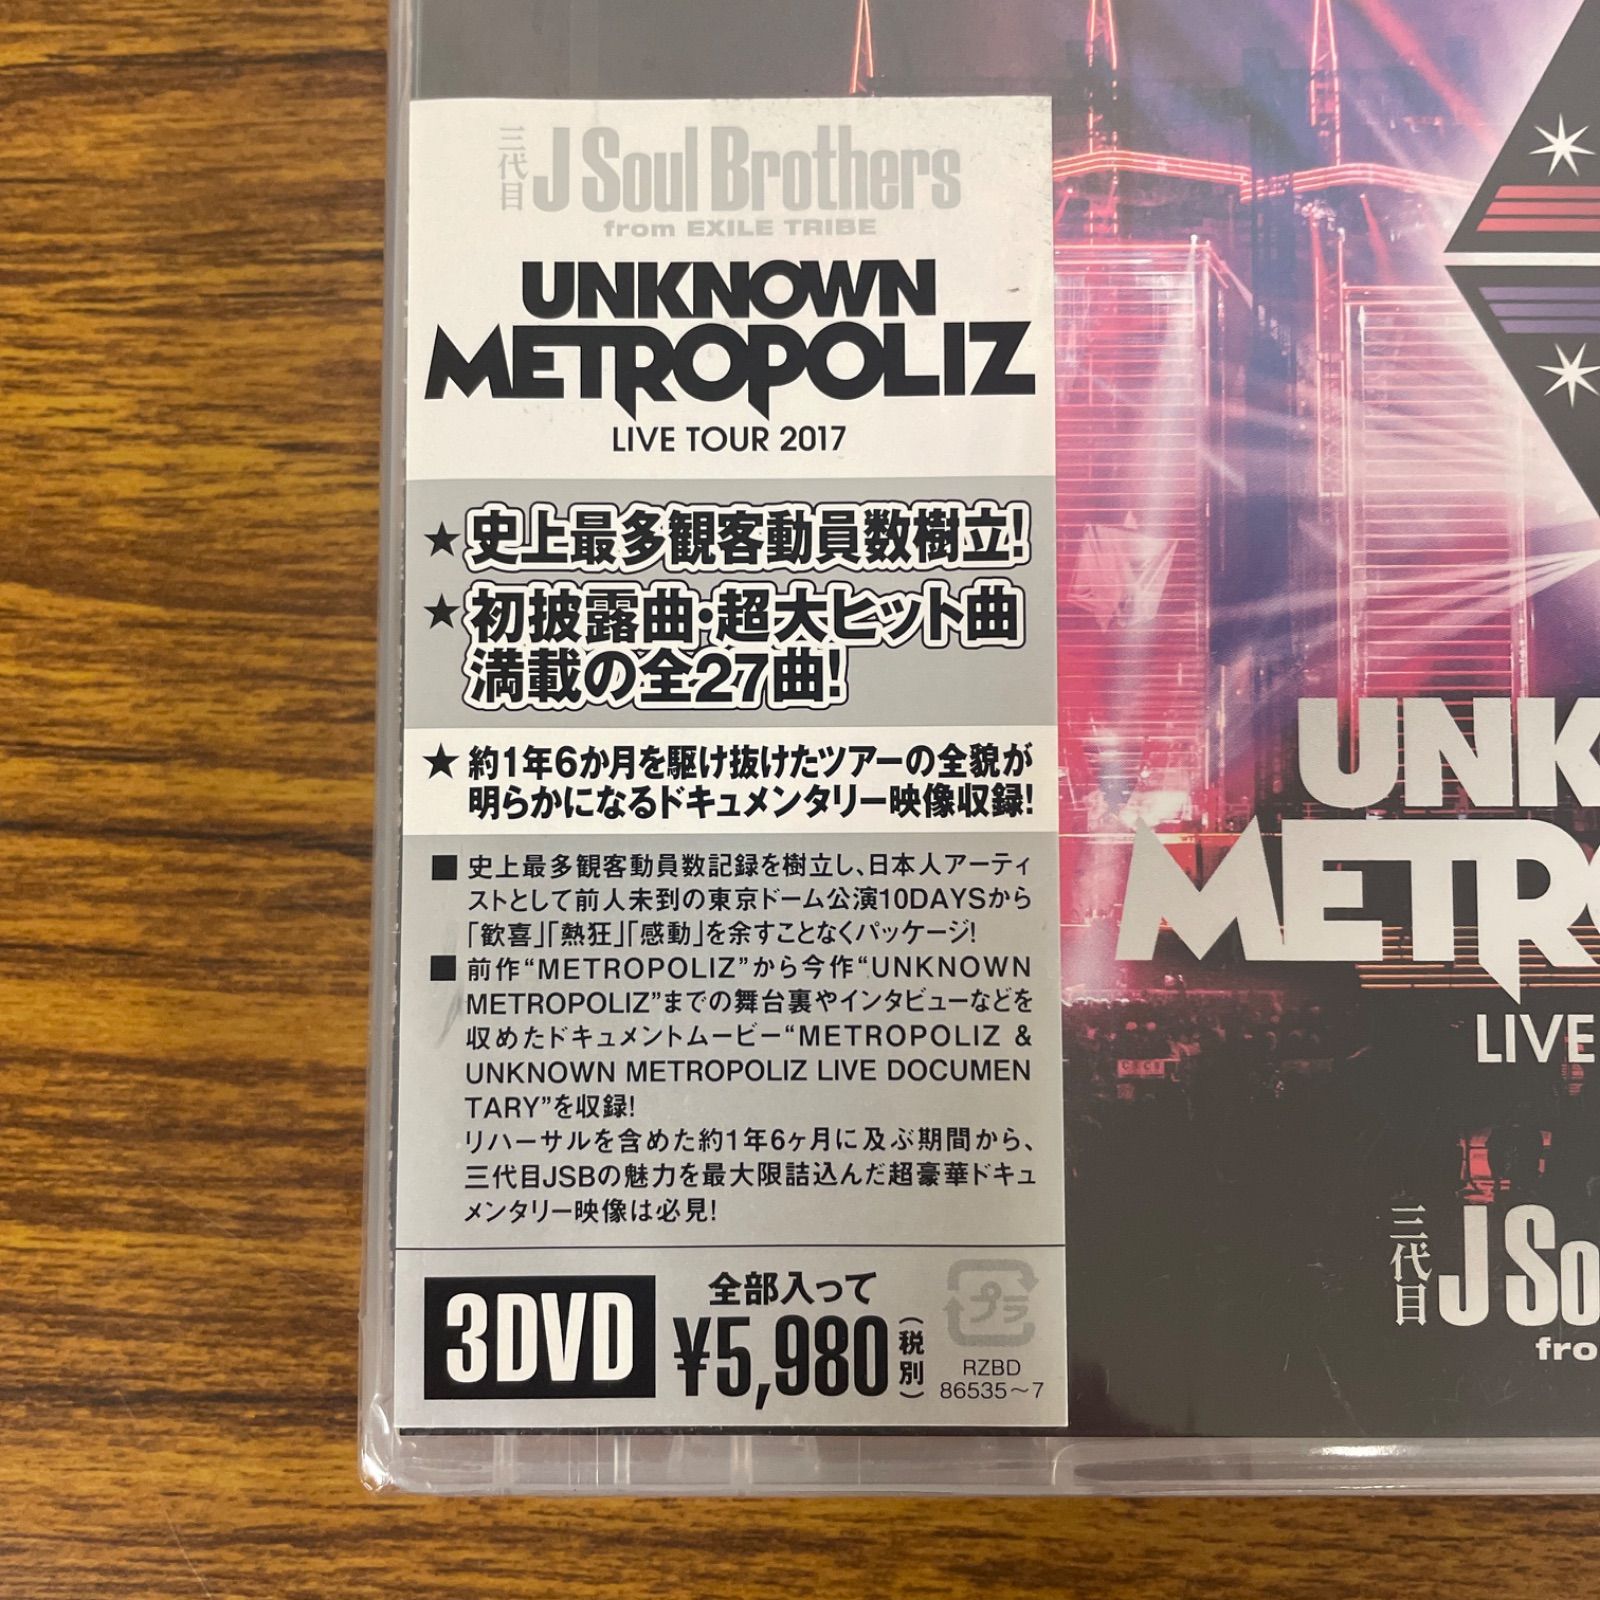 三代目 J Soul Brothers
from EXILE TRIBE
UNKNOWN
METROPOLIZ
LIVE TOUR 2017
★史上最多観客動員数樹立!
★初披露曲・超大ヒット曲
満載の全27曲!
★約1年6か月を駆け抜けたツアーの全貌が
明らかになるドキュメンタリー映像収録!
■史上最多観客動員数記録を樹立し、日本人アーティ
ストとして前人未到の東京ドーム公演10DAYSから
「歓喜」「熱狂」「感動」を余すことなくパッケージ!
■前作“METROPOLIZ”から今作“UNKNOWN
METROPOLIZ”までの舞台裏やインタビューなどを
収めたドキュメントムービー“METROPOLIZ &
UNKNOWN METROPOLIZ LIVE DOCUMEN
TARY”を収録!
リハーサルを含めた約1年6ヶ月に及ぶ期間から、
三代目JSBの魅力を最大限詰込んだ超豪華ドキュ
メンタリー映像は必見!
3DVD
全部入って
¥5,980(税別)
プラ
RZBD
86535~7
UNK
METRO
LIVE
三代目 J So
fro